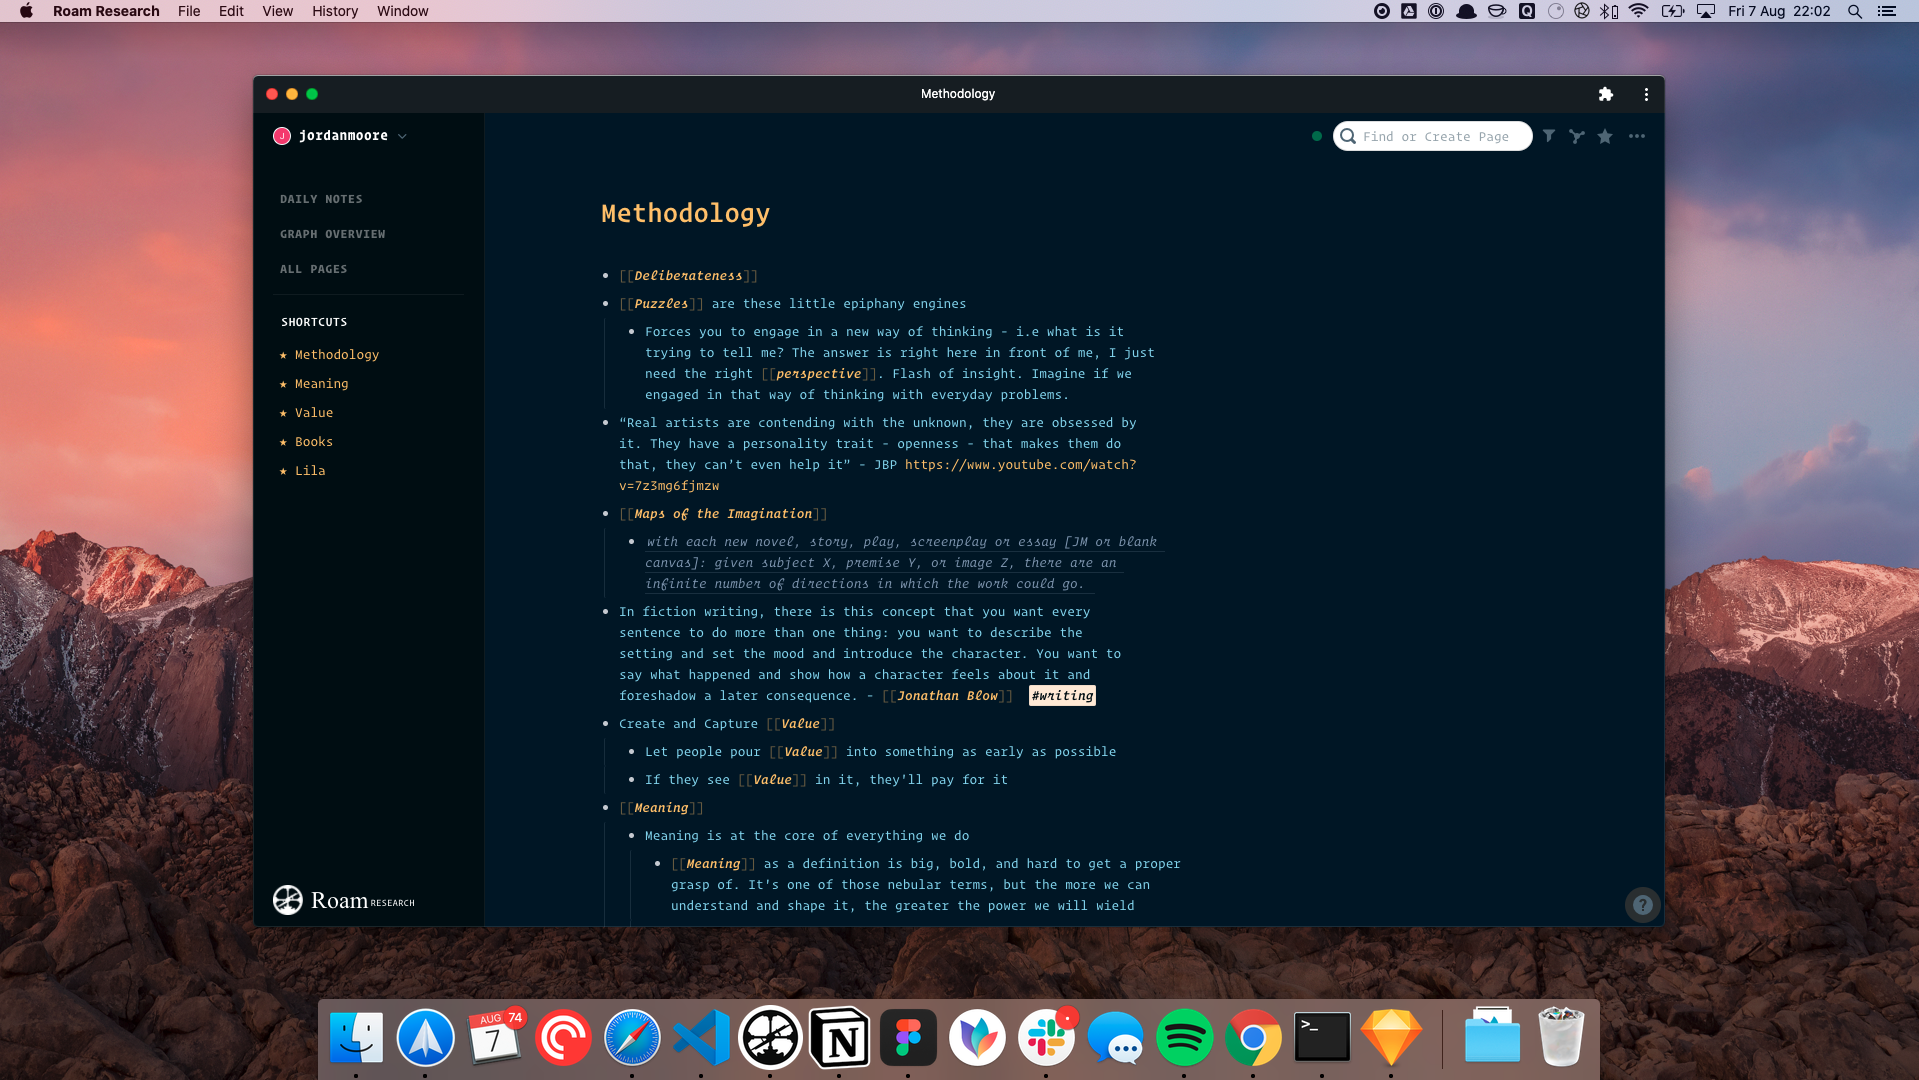 Roam Research File Edit View History Window
Fri 7 Aug 22:02
Methodology
J jordanmoore
Find or Create Page
DAILY NOTES
GRAPH OVERVIEW
ALL PAGES
SHORTCUTS
★ Methodology
★ Meaning
★ Value
★ Books
★ Lila
Roam RESEARCH
Methodology
[[Deliberateness]]
[[Puzzles]] are these little epiphany engines
Forces you to engage in a new way of thinking - i.e what is it
trying to tell me? The answer is right here in front of me, I just
need the right [[perspective]]. Flash of insight. Imagine if we
engaged in that way of thinking with everyday problems.
“Real artists are contending with the unknown, they are obsessed by
it. They have a personality trait - openness - that makes them do
that, they can’t even help it” - JBP https://www.youtube.com/watch?
v=7z3mg6fjmzw
[[Maps of the Imagination]]
with each new novel, story, play, screenplay or essay [JM or blank
canvas]: given subject X, premise Y, or image Z, there are an
infinite number of directions in which the work could go.
In fiction writing, there is this concept that you want every
sentence to do more than one thing: you want to describe the
setting and set the mood and introduce the character. You want to
say what happened and show how a character feels about it and
foreshadow a later consequence. - [[Jonathan Blow]] #writing
Create and Capture [[Value]]
Let people pour [[Value]] into something as early as possible
If they see [[Value]] in it, they'll pay for it
[[Meaning]]
Meaning is at the core of everything we do
[[Meaning]] as a definition is big, bold, and hard to get a proper
grasp of. It’s one of those nebular terms, but the more we can
understand and shape it, the greater the power we will wield
?
AUG 74
7
N
>_